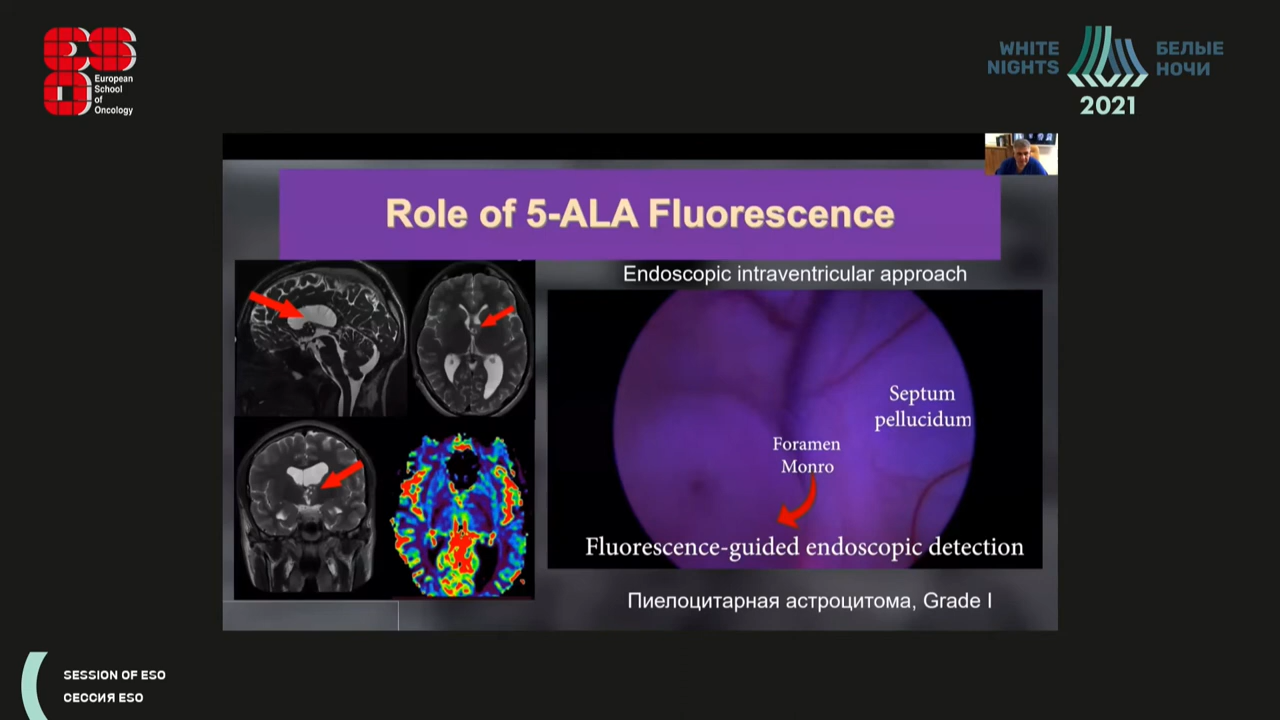 European
School
of
Oncology
WHITE
NIGHTS
БЕЛЫЕ
НОЧИ
2021
Role of 5-ALA Fluorescence
Endoscopic intraventricular approach
Septum
pellucidum
Foramen
Monro
Fluorescence-guided endoscopic detection
Пиелоцитарная астроцитома, Grade I
SESSION OF ESO
СЕССИЯ ESO